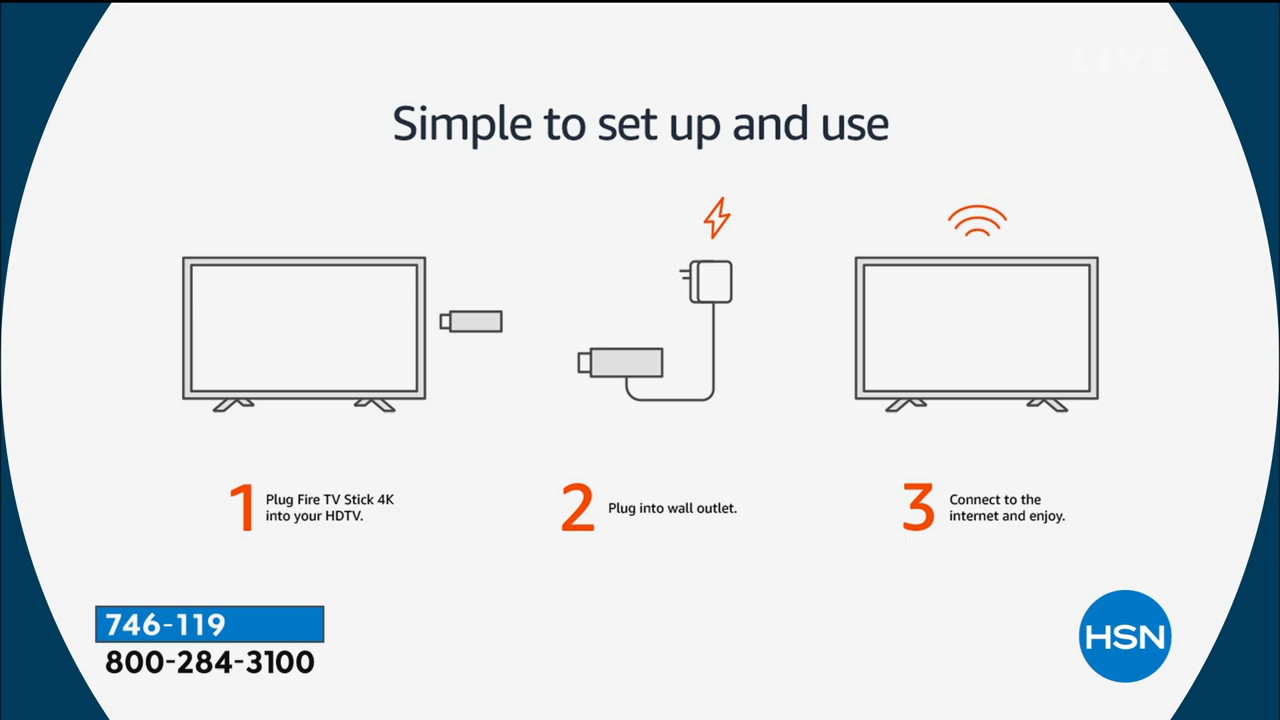 LIVE
Simple to set up and use
1 Plug Fire TV Stick 4K
into your HDTV.
2 Plug into wall outlet.
3 Connect to the
internet and enjoy.
746-119
800-284-3100
HSN